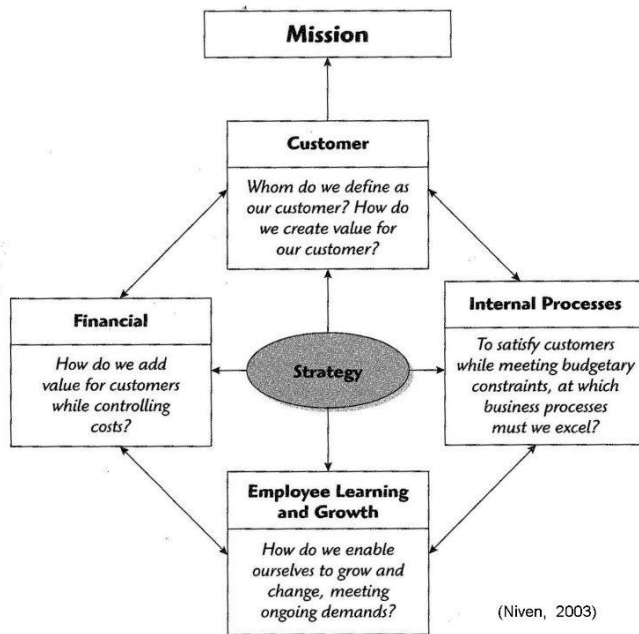 Mission
Customer
Whom do we define as
our customer? How do
we create value for
our customer?
Financial
How do we add
value for customers
while controlling
costs?
Strategy
Internal Processes
To satisfy customers
while meeting budgetary
constraints, at which
business processes
must we excel?
Employee Learning
and Growth
How do we enable
ourselves to grow and
change, meeting
ongoing demands?
(Niven, 2003)